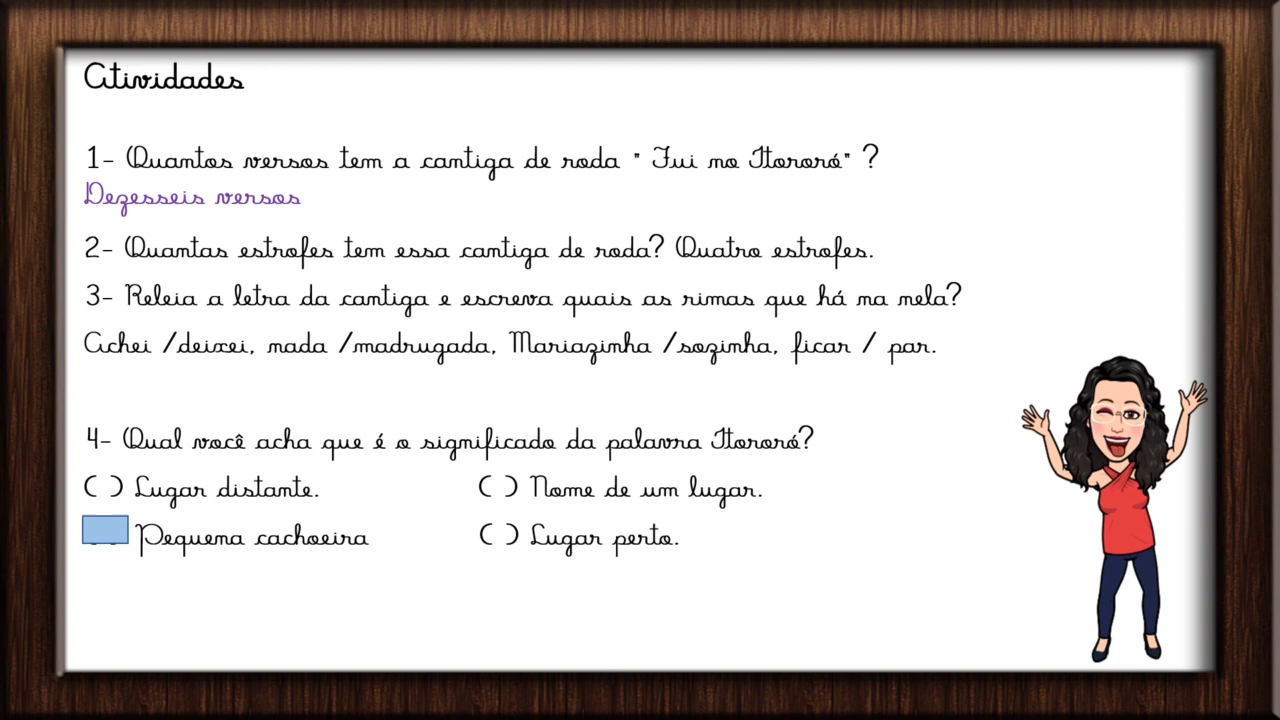 Atividades
1- Quantos versos tem a cantiga de roda " Fui no Itororó" ?
Dezesseis versos
2- Quantas estrofes tem essa cantiga de roda? Quatro estrofes.
3- Releia a letra da cantiga e escreva quais as rimas que há na nela?
Achei /deixei, nada /madrugada, Mariazinha /sozinha, ficar / par.
4- Qual você acha que é o significado da palavra Itororó?
( ) Lugar distante. ( ) Nome de um lugar.
Pequena cachoeira ( ) Lugar perto.